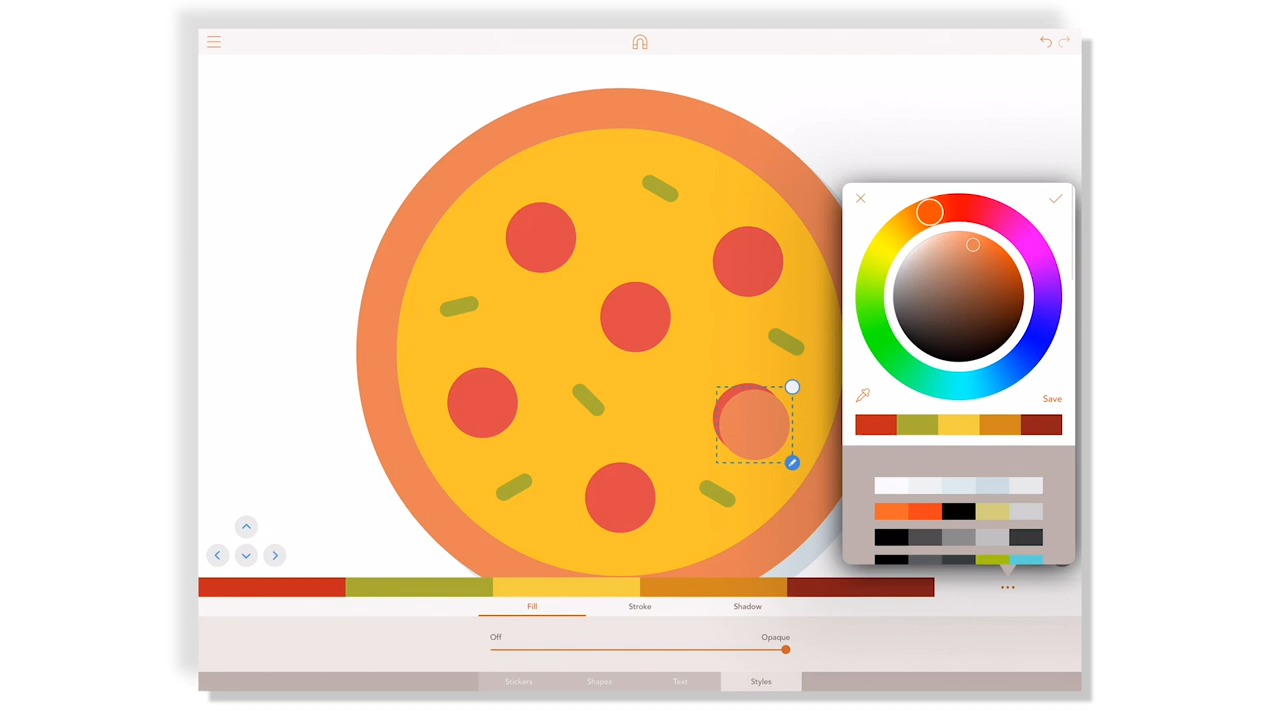 Save
Fill
Stroke
Shadow
Off
Opaque
Stickers
Shapes
Text
Styles